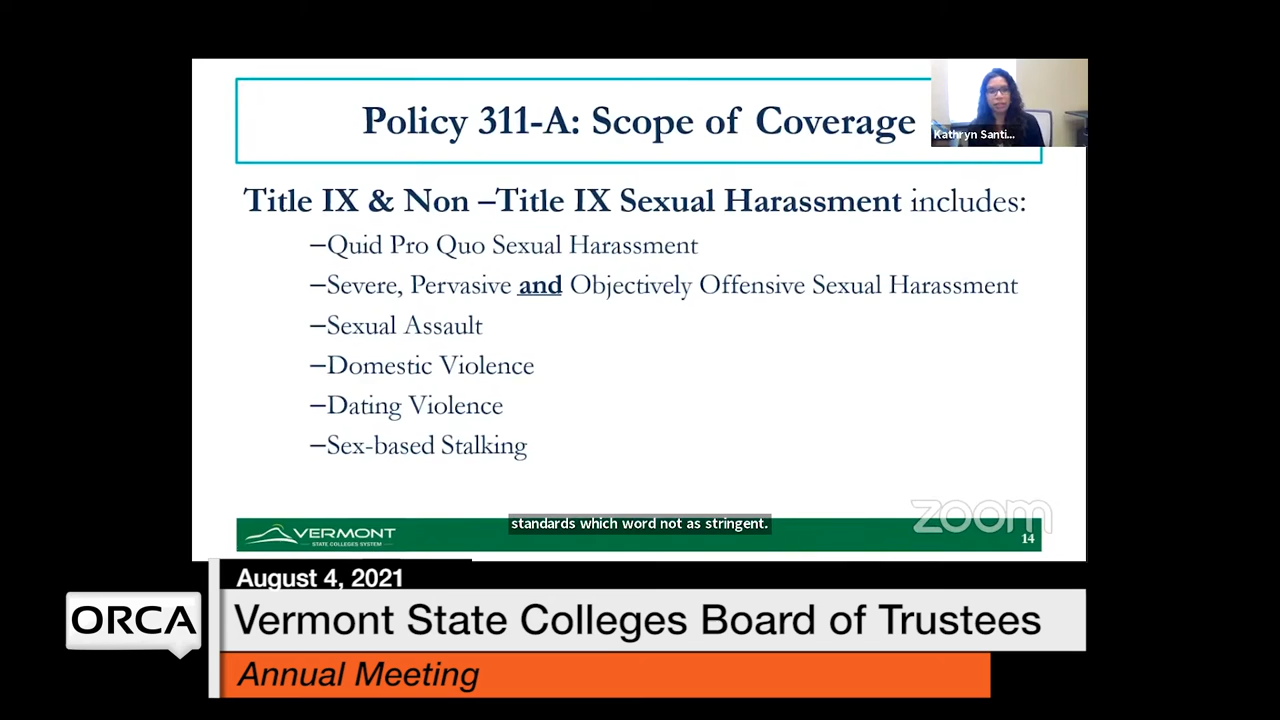 Policy 311-A: Scope of Coverage
Kathryn Santi...
Title IX & Non –Title IX Sexual Harassment includes:
–Quid Pro Quo Sexual Harassment
–Severe, Pervasive and Objectively Offensive Sexual Harassment
–Sexual Assault
–Domestic Violence
–Dating Violence
–Sex-based Stalking
zoom
VERMONT
STATE COLLEGES SYSTEM
standards which word not as stringent.
14
August 4, 2021
ORCA
Vermont State Colleges Board of Trustees
Annual Meeting